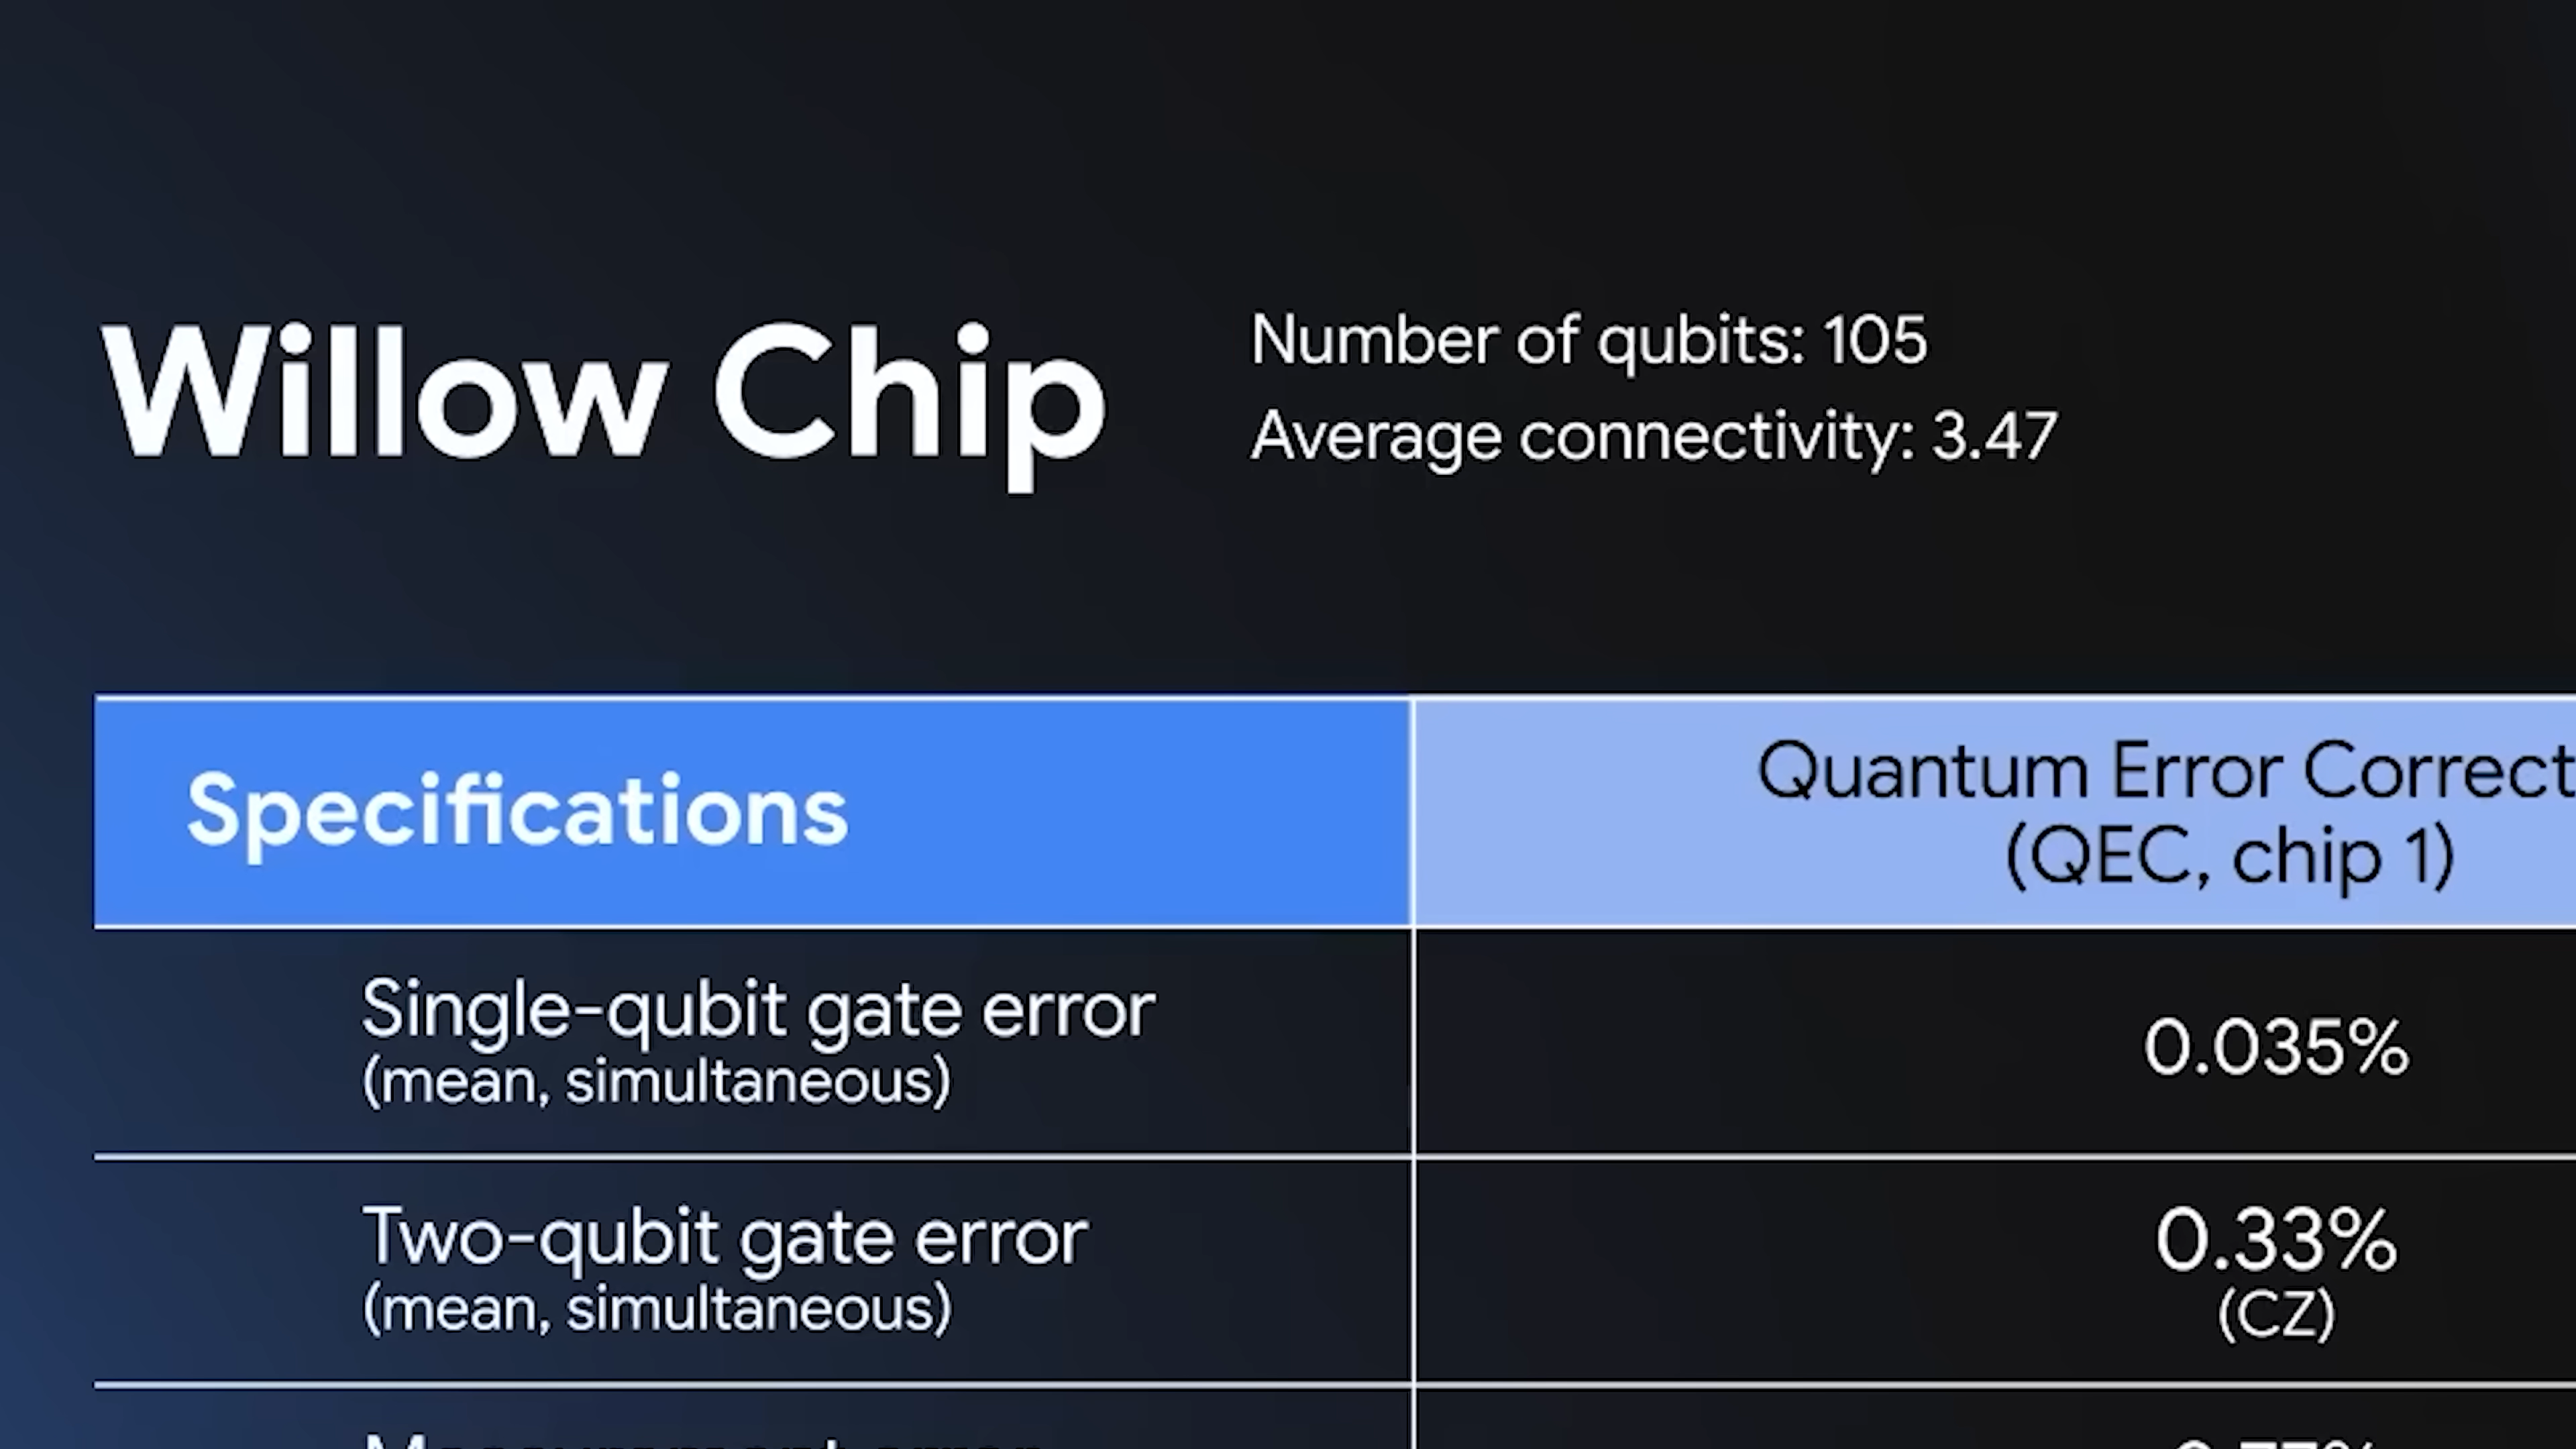 Willow Chip
Number of qubits: 105
Average connectivity: 3.47
Specifications
Quantum Error Correct
(QEC, chip 1)
Single-qubit gate error
(mean, simultaneous)
0.035%
Two-qubit gate error
(mean, simultaneous)
0.33%
(CZ)